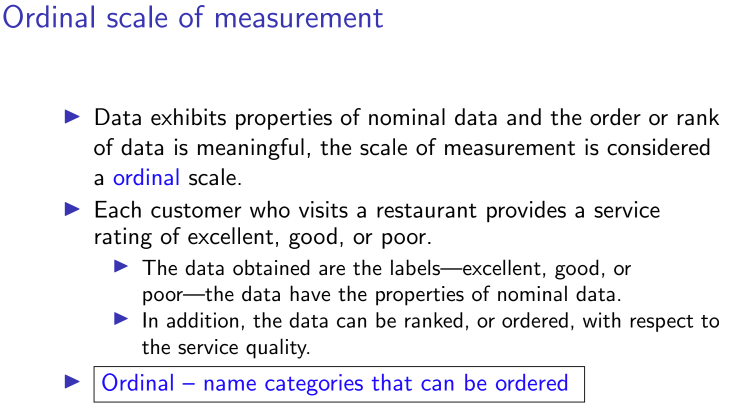 Ordinal scale of measurement
Data exhibits properties of nominal data and the order or rank
of data is meaningful, the scale of measurement is considered
a ordinal scale.
Each customer who visits a restaurant provides a service
rating of excellent, good, or poor.
The data obtained are the labels—excellent, good, or
poor—the data have the properties of nominal data.
In addition, the data can be ranked, or ordered, with respect to
the service quality.
Ordinal – name categories that can be ordered